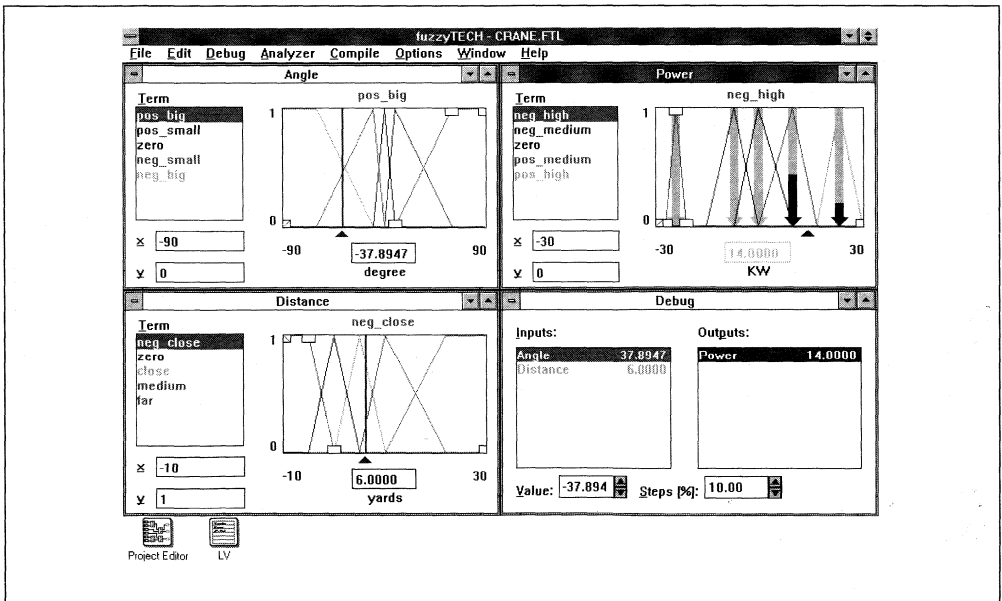 fuzzyTECH - CRANE.FTL
File Edit Debug Analyzer Compile Options Window Help
Angle
Term
pos_big
pos_small
zero
neg_small
neg_big
pos_big
1
0
x -90
y 0
-90
-37.8947
90
degree
Power
Term
neg_high
neg_medium
zero
pos_medium
pos_high
neg_high
1
0
x -30
y 0
-30
14.0000
30
KW
Distance
Term
neg_close
zero
close
medium
far
neg_close
1
0
x -10
y 1
-10
6.0000
30
yards
Debug
Inputs:
Angle 37.8947
Distance 6.0000
Outputs:
Power 14.0000
Value: -37.894
Steps [%]: 10.00
Project Editor
LV